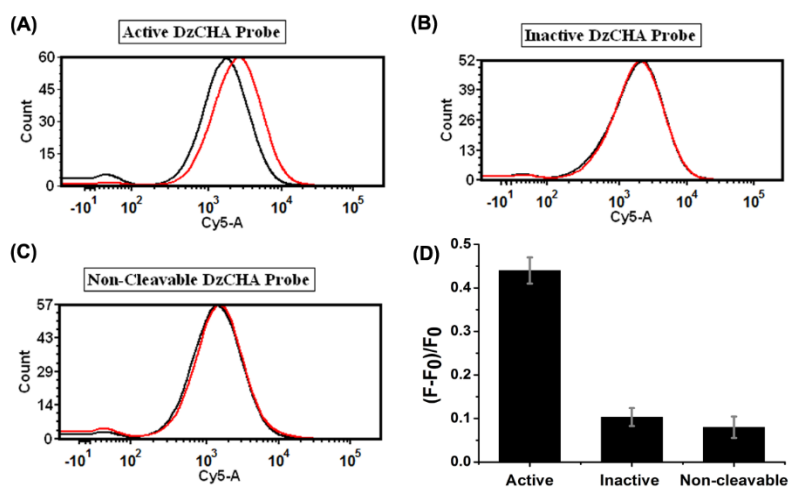 (A)
Active DzCHA Probe
60
45
30
15
0
Count
-10¹ 10² 10³ 10⁴ 10⁵
Cy5-A
(B)
Inactive DzCHA Probe
52
39
26
13
0
Count
-10¹ 10² 10³ 10⁴ 10⁵
Cy5-A
(C)
Non-Cleavable DzCHA Probe
57
43
29
14
0
Count
-10¹ 10² 10³ 10⁴ 10⁵
Cy5-A
(D)
0.5
0.4
0.3
0.2
0.1
0.0
(F-F₀)/F₀
Active Inactive Non-cleavable